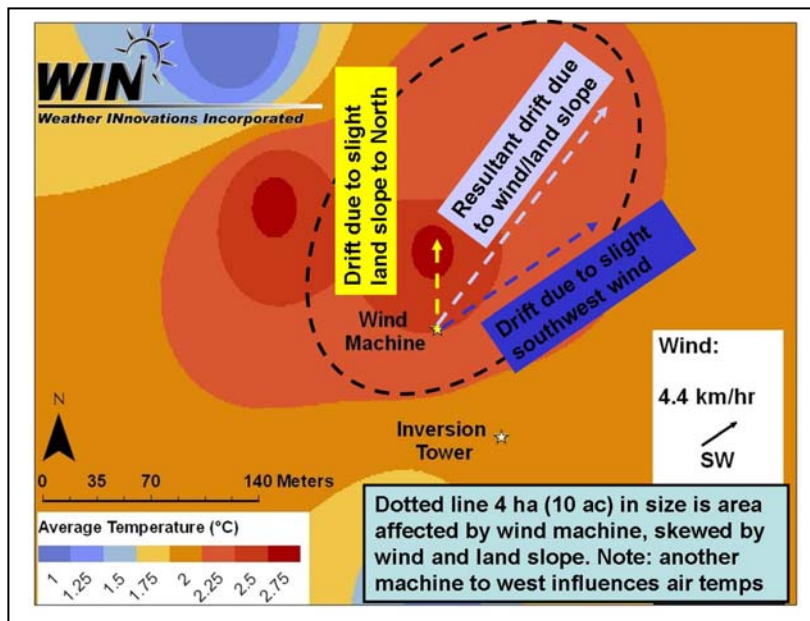 WIN
Weather INnovations Incorporated
Drift due to slight
land slope to North
Resultant drift due
to wind/land slope
Drift due to slight
southwest wind
Wind
Machine
Inversion
Tower
Wind:
4.4 km/hr
SW
N
0 35 70 140 Meters
Average Temperature (°C)
1 1.25 1.5 1.75 2 2.25 2.5 2.75
Dotted line 4 ha (10 ac) in size is area
affected by wind machine, skewed by
wind and land slope. Note: another
machine to west influences air temps